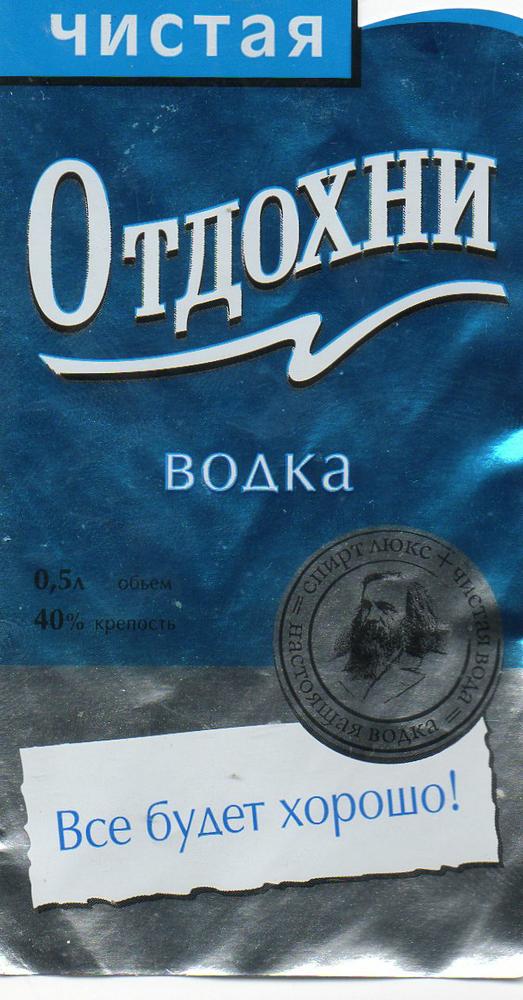 чистая
Отдохни
водка
0,5л объем
40% крепость
спирт люкс + чистая вода =
= настоящая водка
Все будет хорошо!